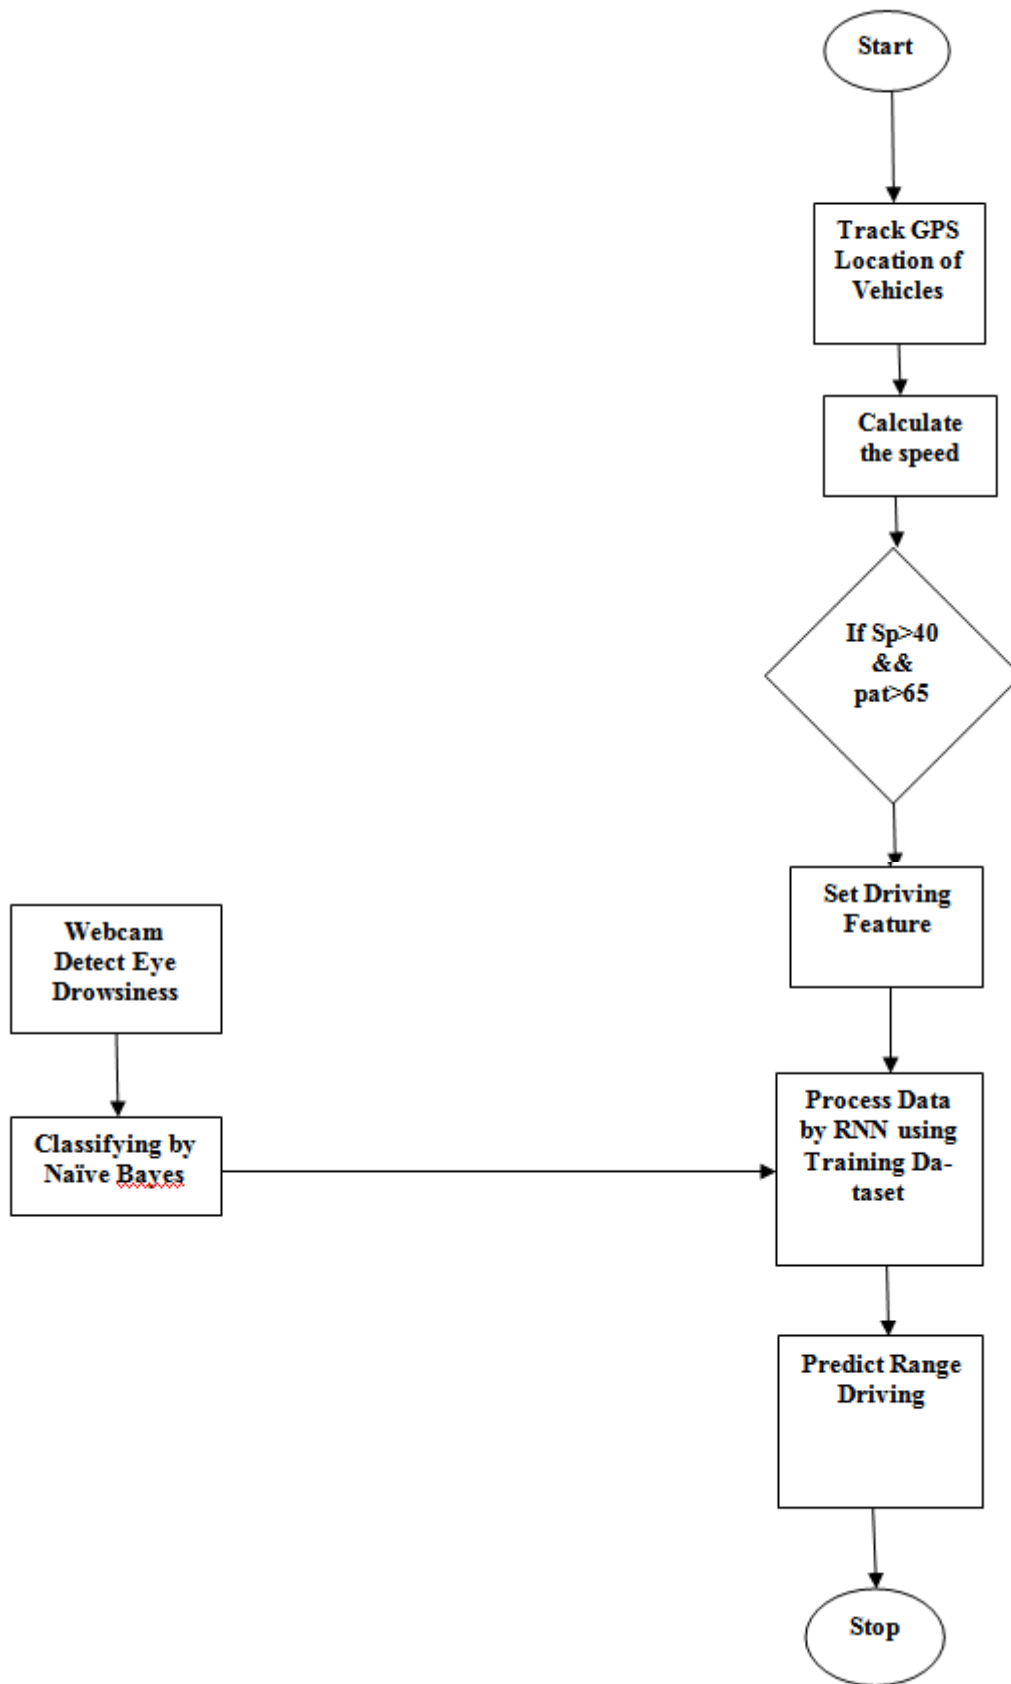 Start
Track GPS
Location of
Vehicles
Calculate
the speed
If Sp>40
&&
pat>65
Set Driving
Feature
Webcam
Detect Eye
Drowsiness
Classifying by
Naïve Bayes
Process Data
by RNN using
Training Da-
taset
Predict Range
Driving
Stop